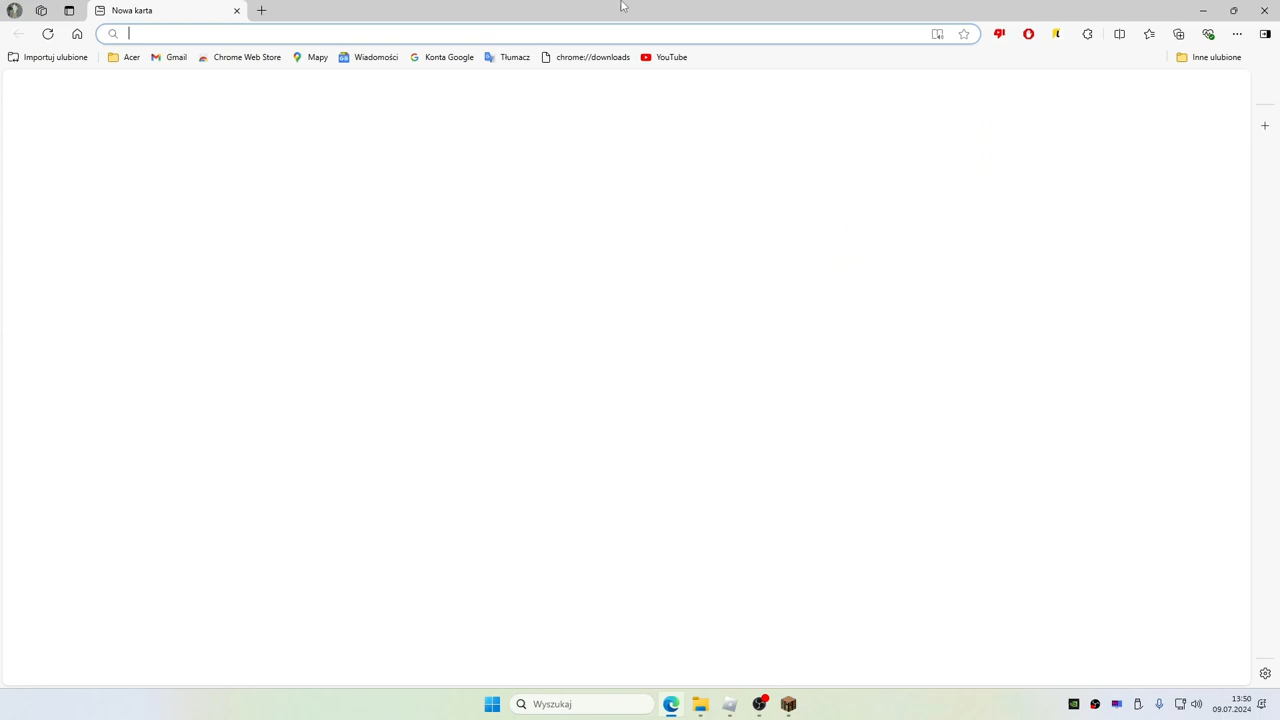 Nowa karta
Importuj ulubione Acer Gmail Chrome Web Store Mapy Wiadomości Konta Google Tłumacz chrome://downloads YouTube Inne ulubione
Wyszukaj
13:50
09.07.2024